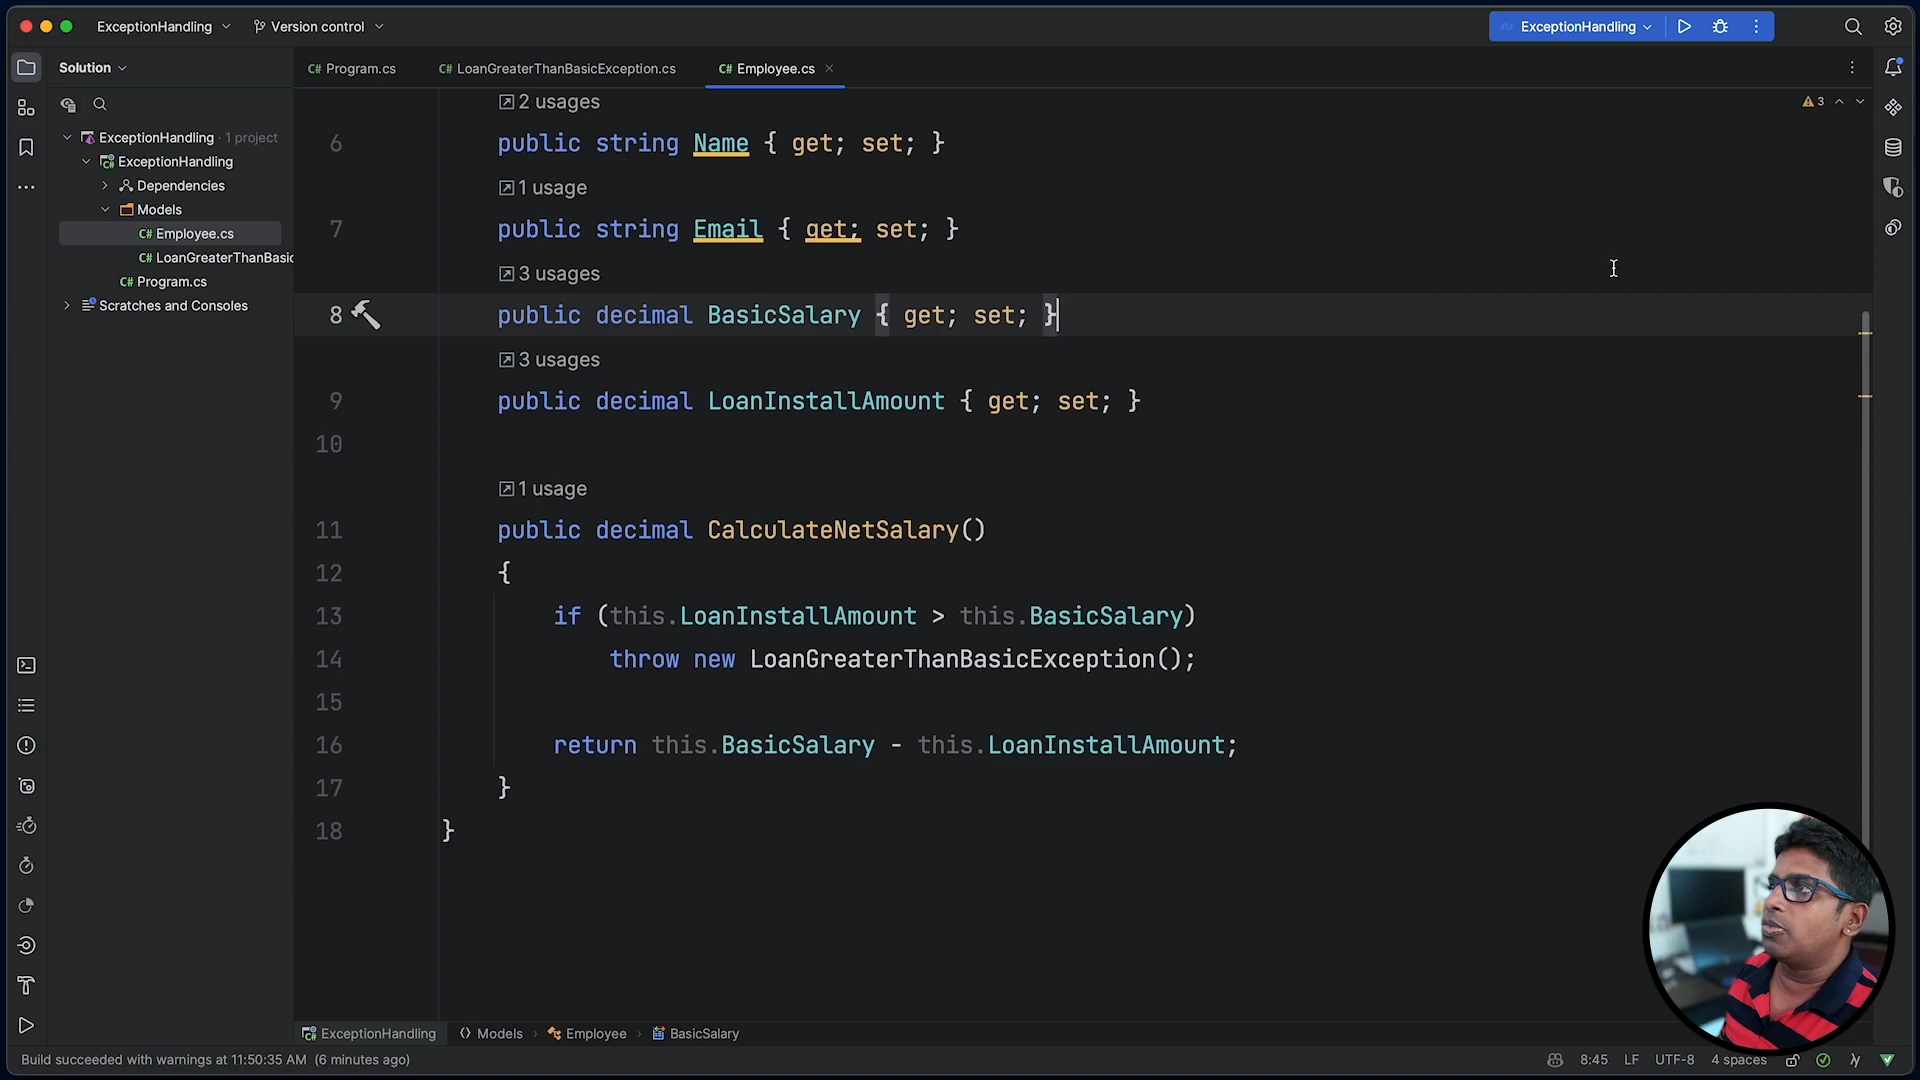 ExceptionHandling Version control ExceptionHandling
Solution
C# Program.cs C# LoanGreaterThanBasicException.cs C# Employee.cs
ExceptionHandling · 1 project
ExceptionHandling
Dependencies
Models
C# Employee.cs
C# LoanGreaterThanBasic
C# Program.cs
Scratches and Consoles
3
2 usages
6 public string Name { get; set; }
1 usage
7 public string Email { get; set; }
3 usages
8 public decimal BasicSalary { get; set; }
3 usages
9 public decimal LoanInstallAmount { get; set; }
10
1 usage
11 public decimal CalculateNetSalary()
12 {
13 if (this.LoanInstallAmount > this.BasicSalary)
14 throw new LoanGreaterThanBasicException();
15
16 return this.BasicSalary - this.LoanInstallAmount;
17 }
18 }
ExceptionHandling Models › Employee › BasicSalary
Build succeeded with warnings at 11:50:35 AM (6 minutes ago) 8:45 LF UTF-8 4 spaces